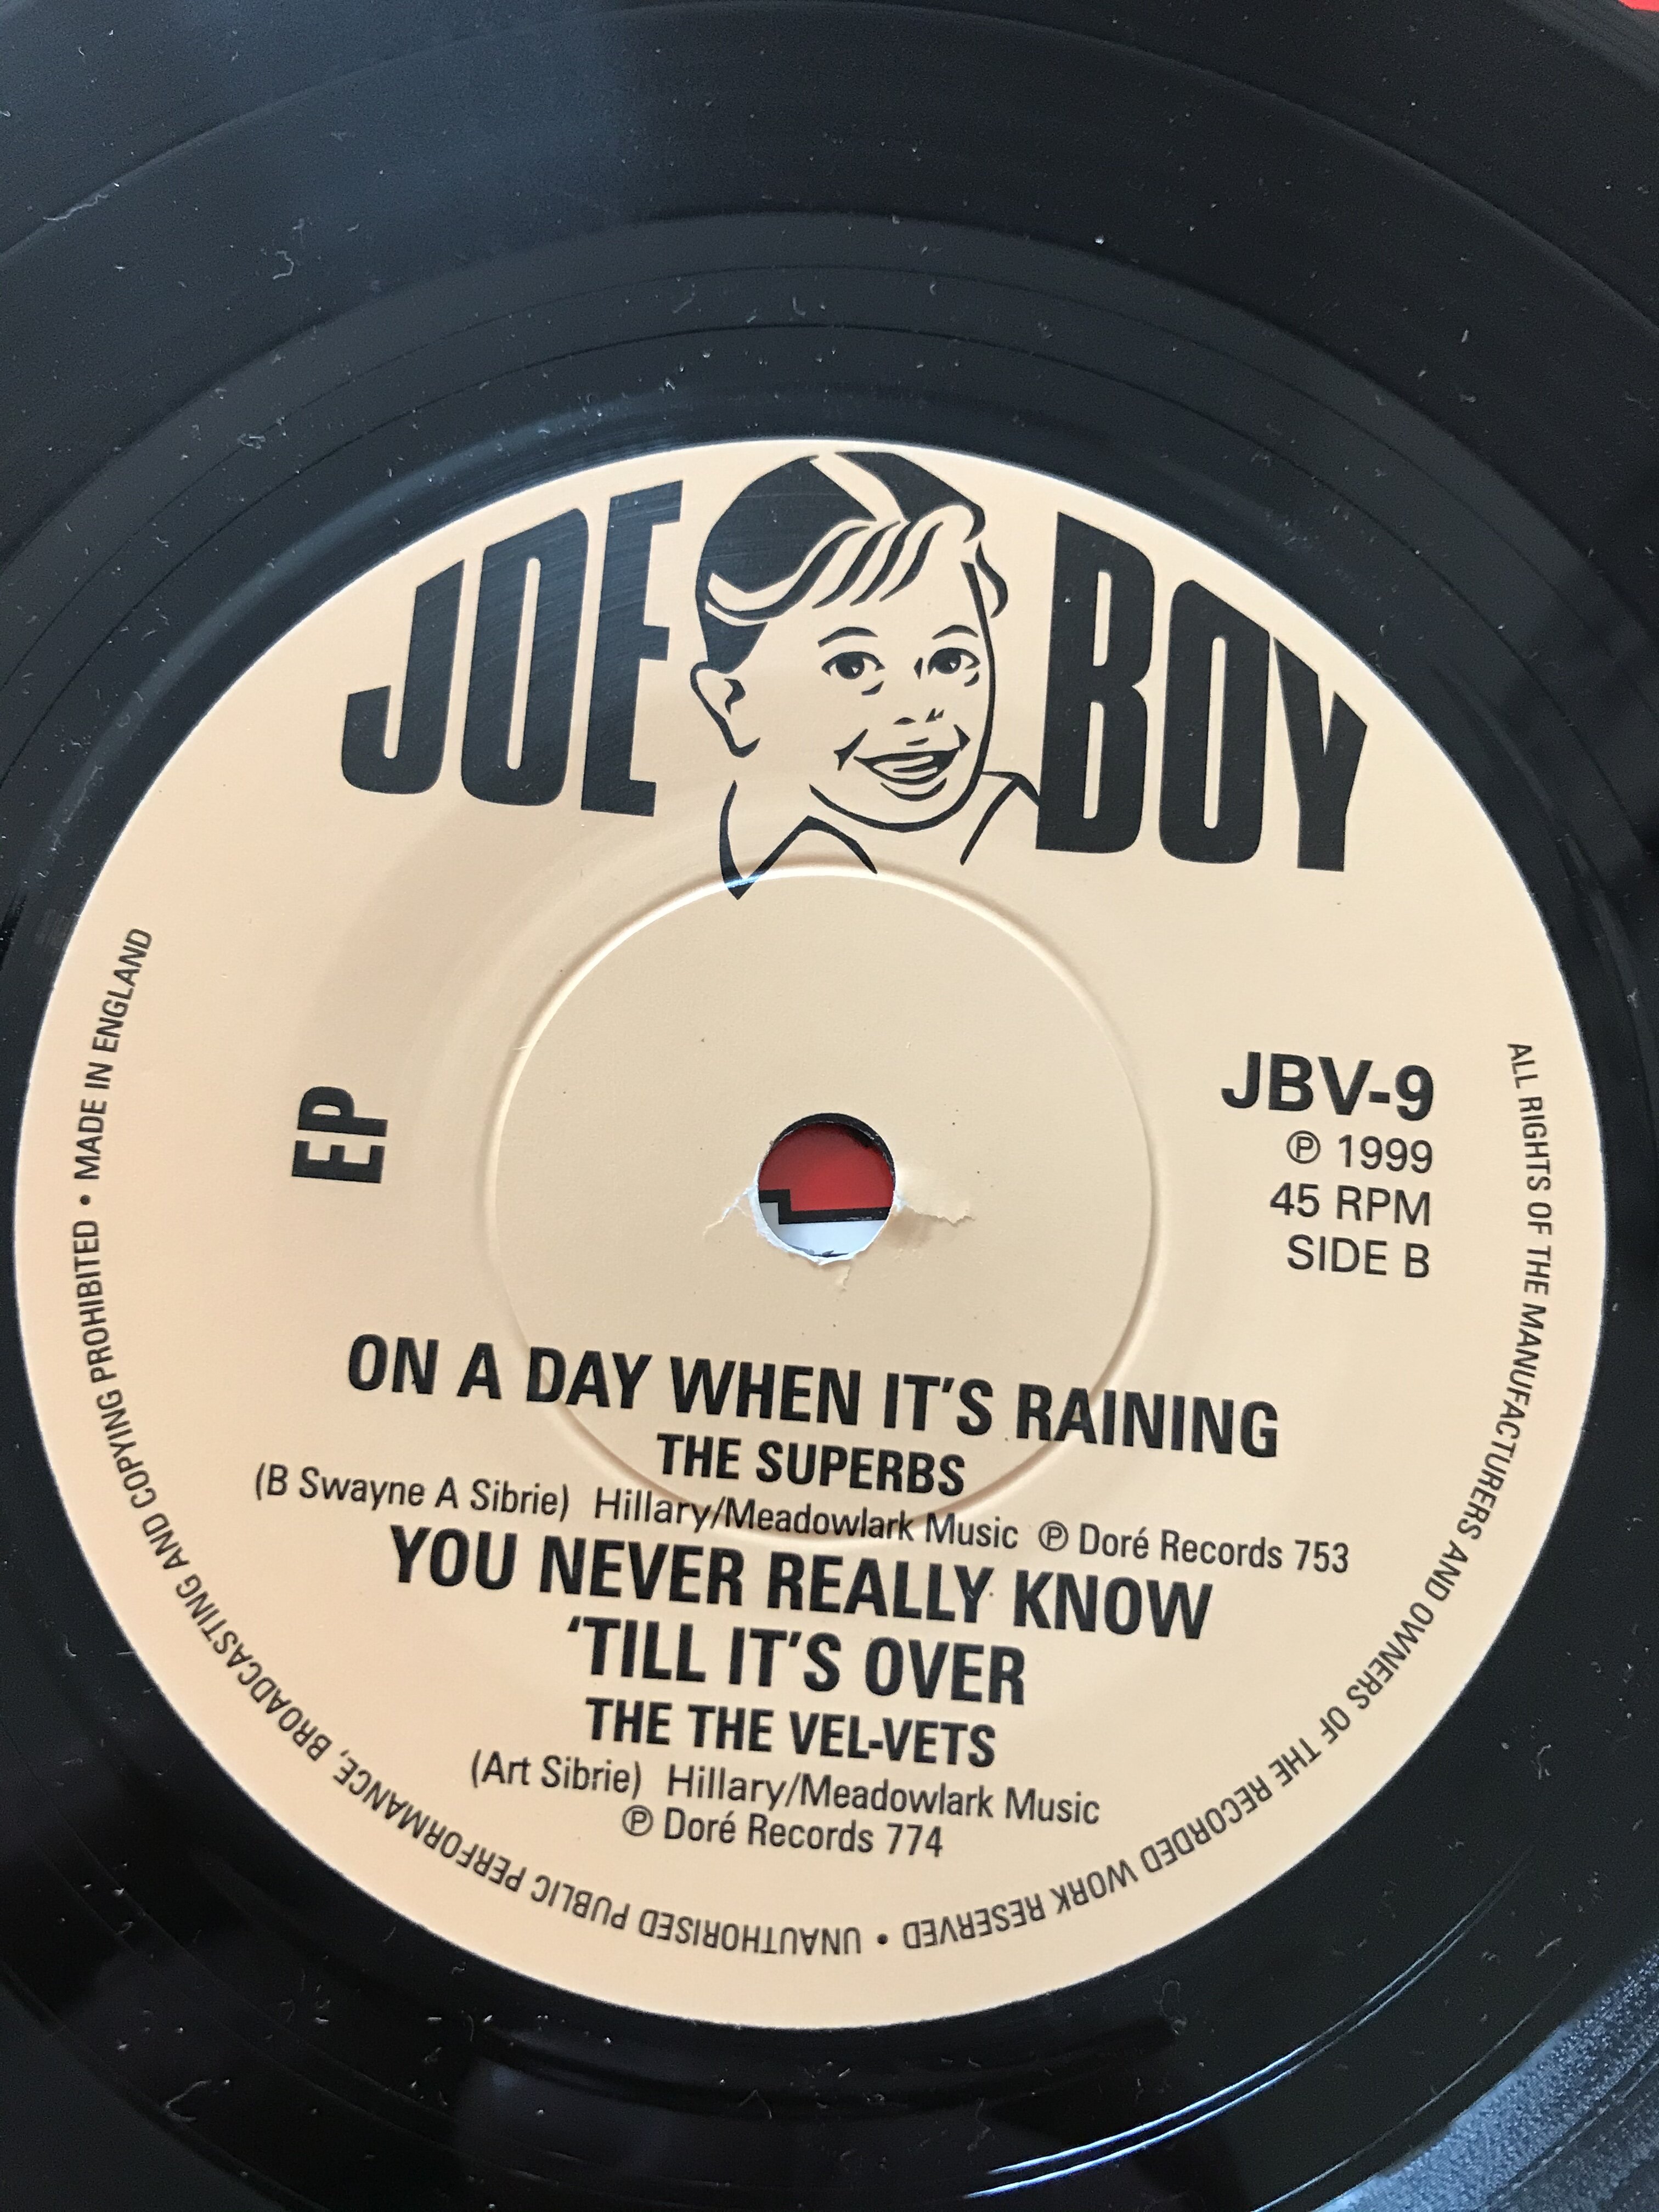 JOE BOY
EP
JBV-9
℗ 1999
45 RPM
SIDE B
ON A DAY WHEN IT'S RAINING
THE SUPERBS
(B Swayne A Sibrie) Hillary/Meadowlark Music ℗ Doré Records 753
YOU NEVER REALLY KNOW
'TILL IT'S OVER
THE THE VEL-VETS
(Art Sibrie) Hillary/Meadowlark Music
℗ Doré Records 774
ALL RIGHTS OF THE MANUFACTURERS AND OWNERS OF THE RECORDED WORK RESERVED • UNAUTHORISED PUBLIC PERFORMANCE, BROADCASTING AND COPYING PROHIBITED • MADE IN ENGLAND